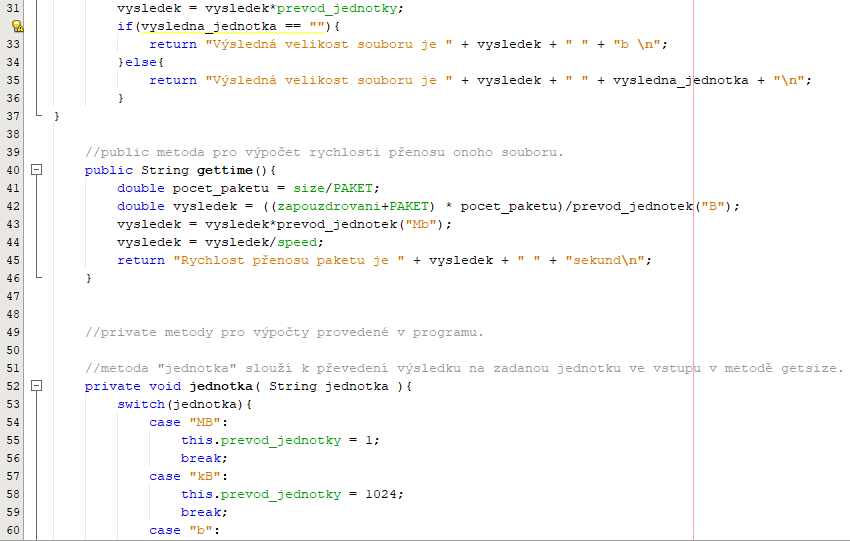 31 vysledek = vysledek*prevod_jednotky;
if(vysledna_jednotka == ""){
33 return "Výsledná velikost souboru je " + vysledek + " " + "b \n";
34 }else{
35 return "Výsledná velikost souboru je " + vysledek + " " + vysledna_jednotka + "\n";
36 }
37 }
38
39 //public metoda pro výpočet rychlosti přenosu onoho souboru.
40 public String gettime(){
41 double pocet_paketu = size/PAKET;
42 double vysledek = ((zapouzdrovani+PAKET) * pocet_paketu)/prevod_jednotek("B");
43 vysledek = vysledek*prevod_jednotek("Mb");
44 vysledek = vysledek/speed;
45 return "Rychlost přenosu paketu je " + vysledek + " " + "sekund\n";
46 }
47
48
49 //private metody pro výpočty provedené v programu.
50
51 //metoda "jednotka" slouží k převedení výsledku na zadanou jednotku ve vstupu v metodě getsize.
52 private void jednotka( String jednotka ){
53 switch(jednotka){
54 case "MB":
55 this.prevod_jednotky = 1;
56 break;
57 case "kB":
58 this.prevod_jednotky = 1024;
59 break;
60 case "b":